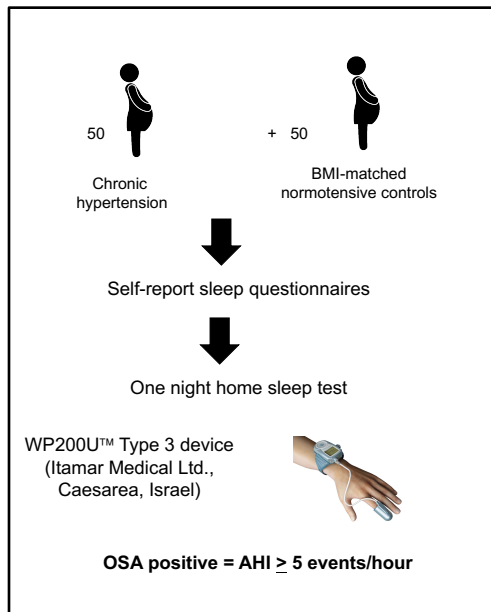 50
+ 50
Chronic
hypertension
BMI-matched
normotensive controls
Self-report sleep questionnaires
One night home sleep test
WP200U™ Type 3 device
(Itamar Medical Ltd.,
Caesarea, Israel)
OSA positive = AHI ≥ 5 events/hour